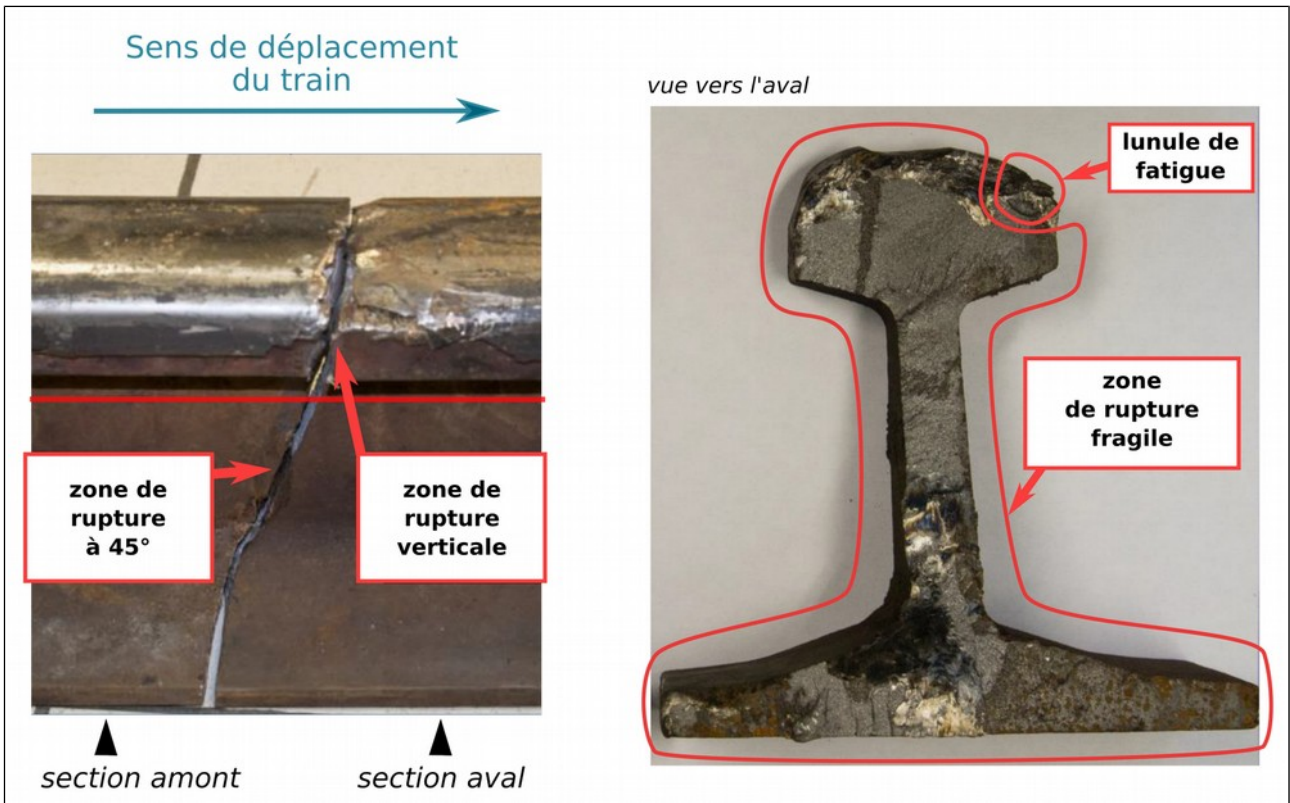 Sens de déplacement
du train
vue vers l'aval
lunule de
fatigue
zone
de rupture
fragile
zone de
rupture
à 45°
zone de
rupture
verticale
section amont
section aval